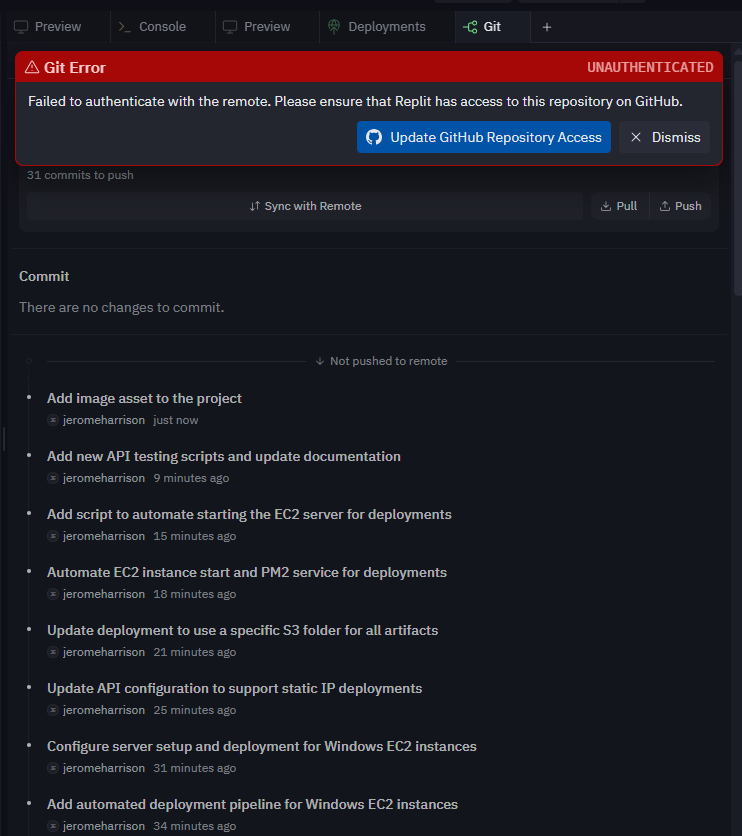 Preview
Console
Preview
Deployments
Git
Git Error
UNAUTHENTICATED
Failed to authenticate with the remote. Please ensure that Replit has access to this repository on GitHub.
Update GitHub Repository Access
Dismiss
31 commits to push
Sync with Remote
Pull
Push
Commit
There are no changes to commit.
Not pushed to remote
Add image asset to the project
jeromeharrison just now
Add new API testing scripts and update documentation
jeromeharrison 9 minutes ago
Add script to automate starting the EC2 server for deployments
jeromeharrison 15 minutes ago
Automate EC2 instance start and PM2 service for deployments
jeromeharrison 18 minutes ago
Update deployment to use a specific S3 folder for all artifacts
jeromeharrison 21 minutes ago
Update API configuration to support static IP deployments
jeromeharrison 25 minutes ago
Configure server setup and deployment for Windows EC2 instances
jeromeharrison 31 minutes ago
Add automated deployment pipeline for Windows EC2 instances
jeromeharrison 34 minutes ago